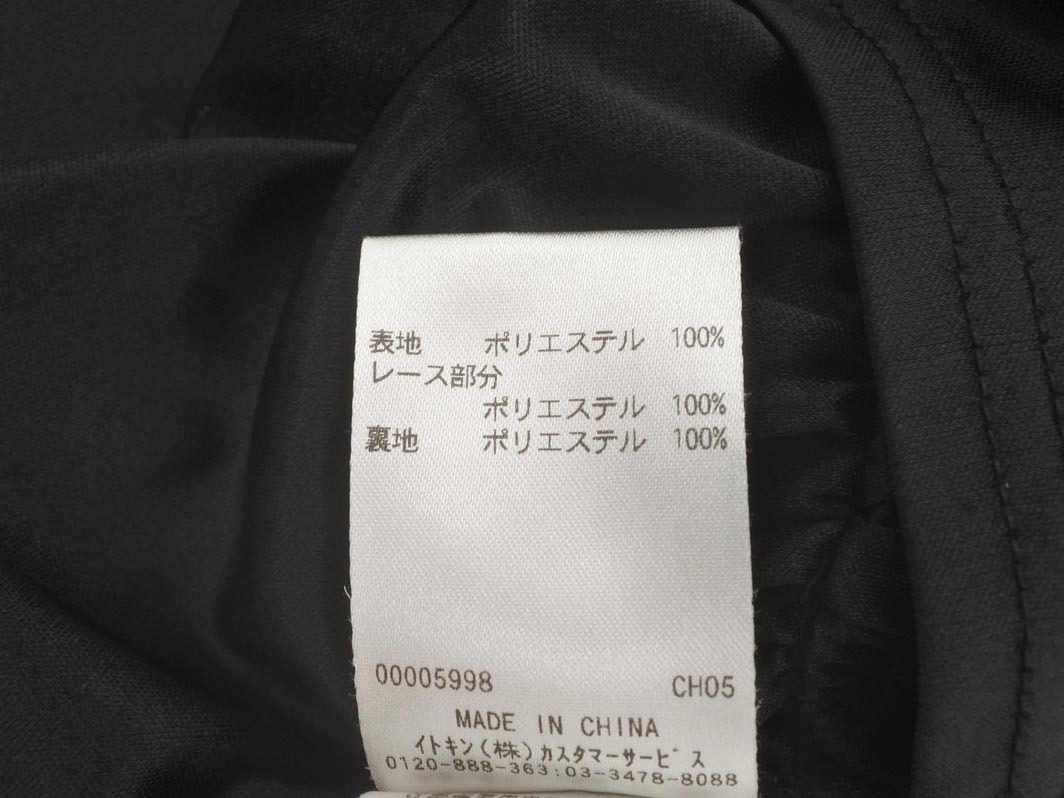 表地 ポリエステル 100%
レース部分
ポリエステル 100%
裏地 ポリエステル 100%
00005998 CH05
MADE IN CHINA
イトキン(株)カスタマーサービス
0120-888-363:03-3478-8088